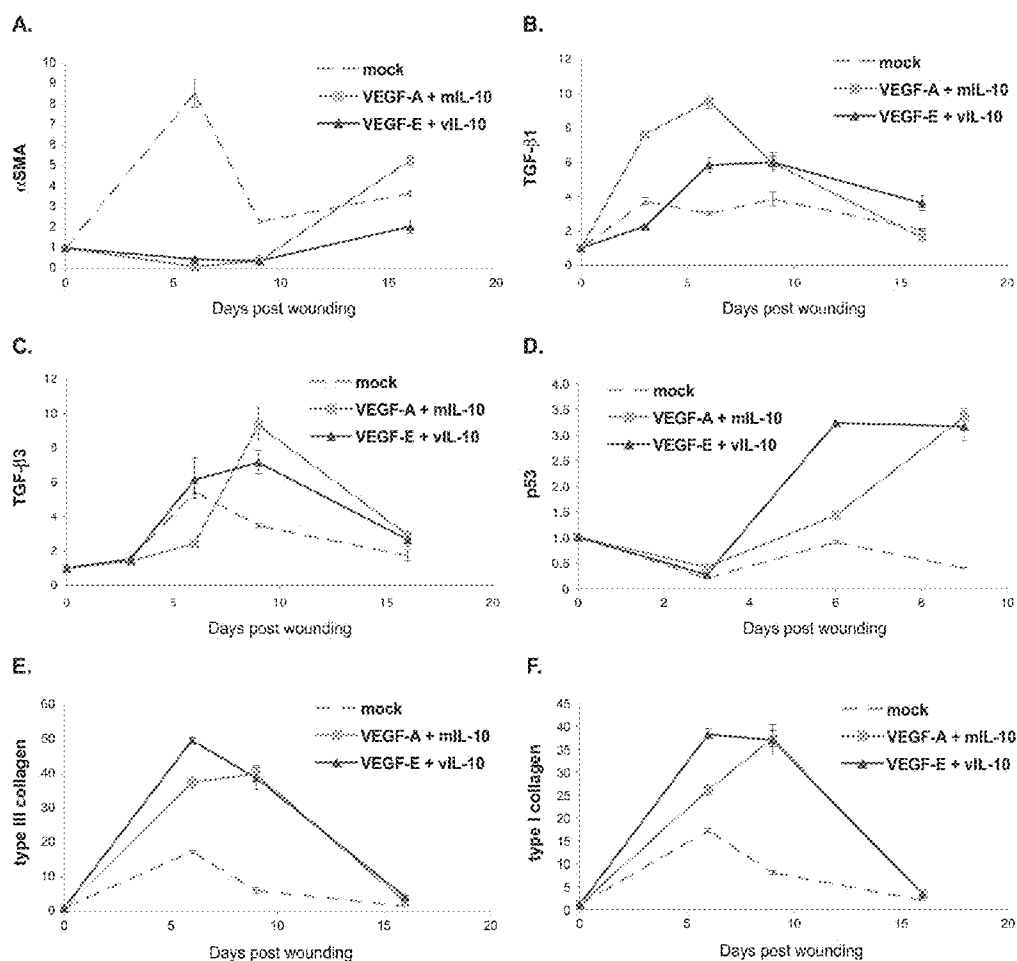 A.
10
9
8
7
6
5
4
3
2
1
0
αSMA
mock
VEGF-A + mIL-10
VEGF-E + vIL-10
0 5 10 15 20
Days post wounding
B.
12
10
8
6
4
2
0
TGF-β1
mock
VEGF-A + mIL-10
VEGF-E + vIL-10
0 5 10 15 20
Days post wounding
C.
12
10
8
6
4
2
0
TGF-β3
mock
VEGF-A + mIL-10
VEGF-E + vIL-10
0 5 10 15 20
Days post wounding
D.
4.0
3.5
3.0
2.5
2.0
1.5
1.0
0.5
0
p53
mock
VEGF-A + mIL-10
VEGF-E + vIL-10
0 2 4 6 8 10
Days post wounding
E.
60
50
40
30
20
10
0
type III collagen
mock
VEGF-A + mIL-10
VEGF-E + vIL-10
0 5 10 15 20
Days post wounding
F.
45
40
35
30
25
20
15
10
5
0
type I collagen
mock
VEGF-A + mIL-10
VEGF-E + vIL-10
0 5 10 15 20
Days post wounding